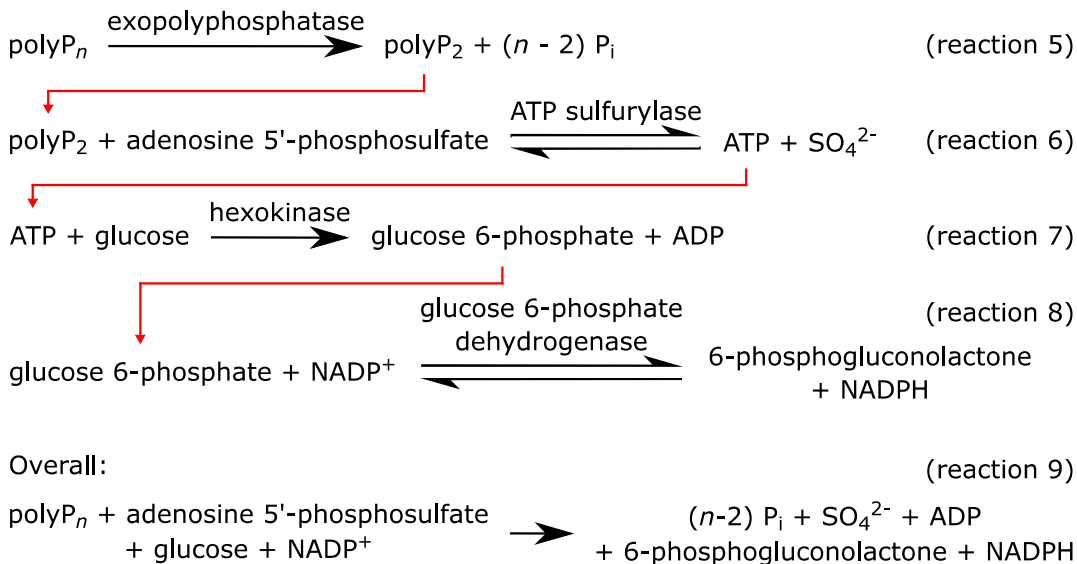 exopolyphosphatase
polyPₙ polyP₂ + (n - 2) Pᵢ (reaction 5)
ATP sulfurylase
polyP₂ + adenosine 5'-phosphosulfate ATP + SO₄²⁻ (reaction 6)
hexokinase
ATP + glucose glucose 6-phosphate + ADP (reaction 7)
glucose 6-phosphate (reaction 8)
dehydrogenase
glucose 6-phosphate + NADP⁺ 6-phosphogluconolactone
+ NADPH
Overall: (reaction 9)
polyPₙ + adenosine 5'-phosphosulfate (n-2) Pᵢ + SO₄²⁻ + ADP
+ glucose + NADP⁺ + 6-phosphogluconolactone + NADPH